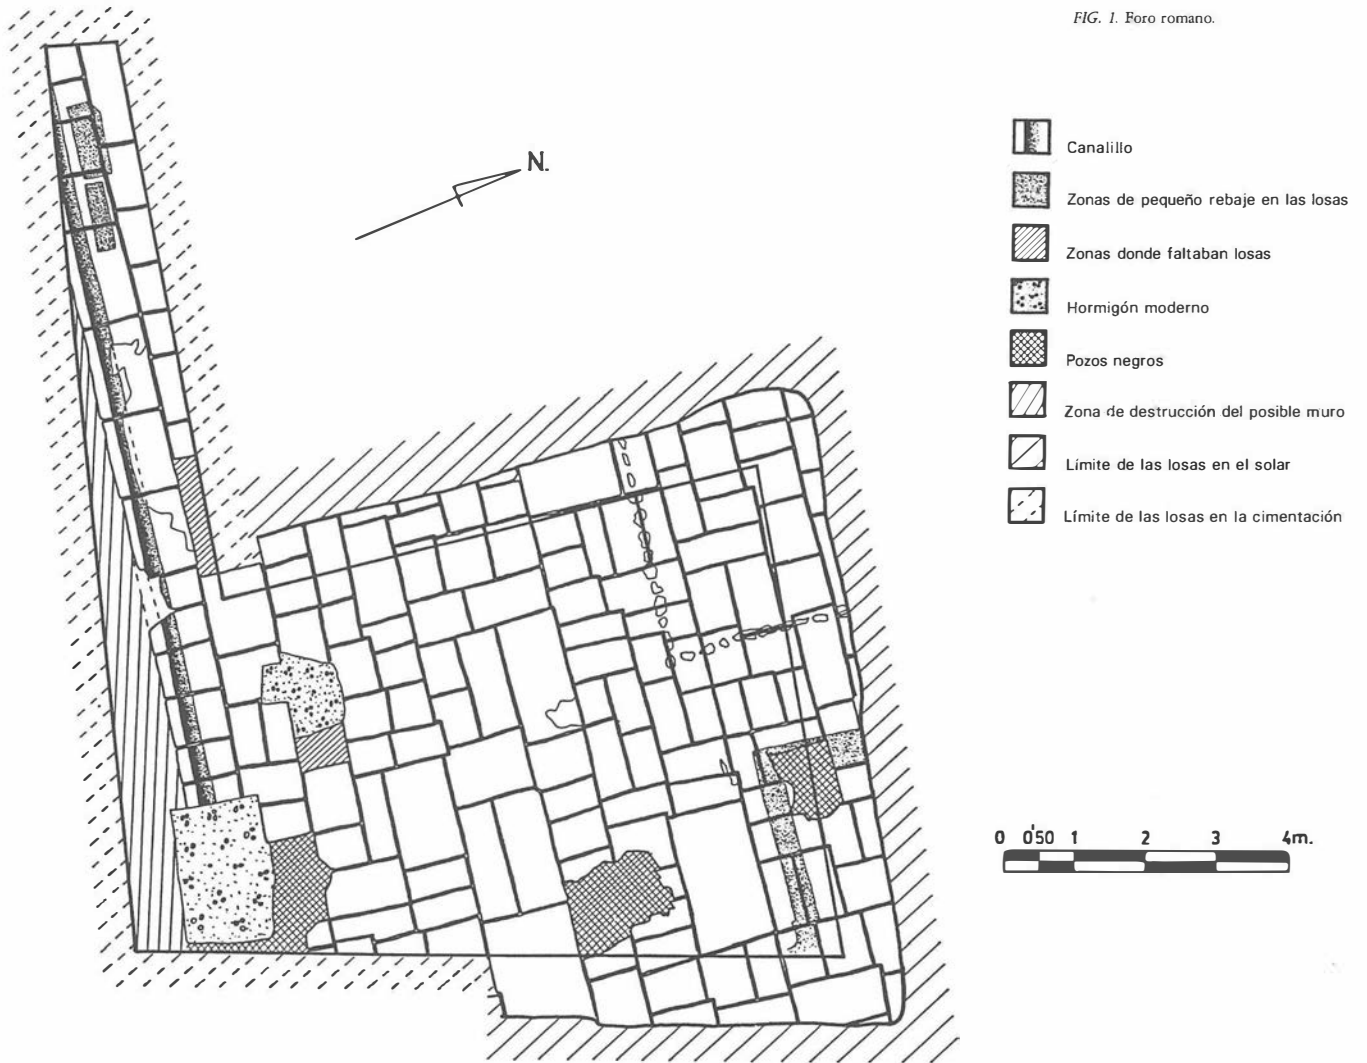 FIG. 1. Foro romano.
N.
Canalillo
Zonas de pequeño rebaje en las losas
Zonas donde faltaban losas
Hormigón moderno
Pozos negros
Zona de destrucción del posible muro
Límite de las losas en el solar
Límite de las losas en la cimentación
0 0'50 1 2 3 4m.